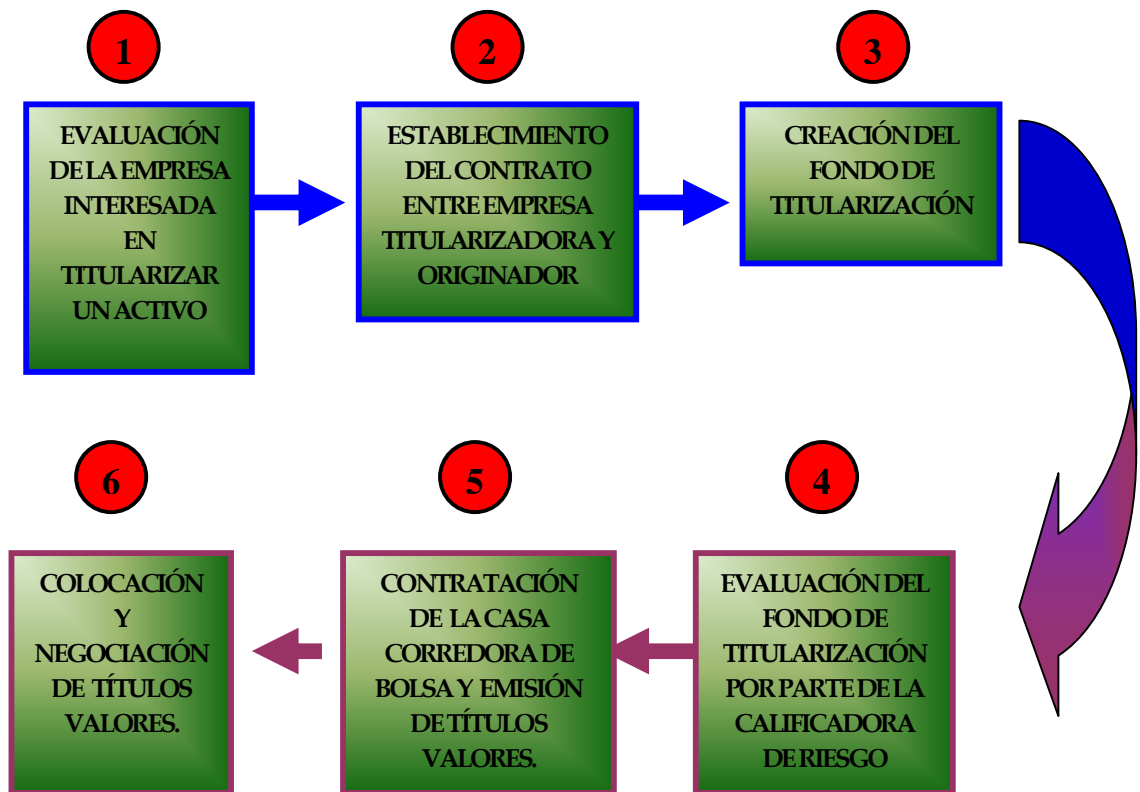 1
EVALUACIÓN
DE LA EMPRESA
INTERESADA
EN
TITULARIZAR
UN ACTIVO
2
ESTABLECIMIENTO
DEL CONTRATO
ENTRE EMPRESA
TITULARIZADORA Y
ORIGINADOR
3
CREACIÓN DEL
FONDO DE
TITULARIZACIÓN
4
EVALUACIÓN DEL
FONDO DE
TITULARIZACIÓN
POR PARTE DE LA
CALIFICADORA
DE RIESGO
5
CONTRATACIÓN
DE LA CASA
CORREDORA DE
BOLSA Y EMISIÓN
DE TÍTULOS
VALORES.
6
COLOCACIÓN
Y
NEGOCIACIÓN
DE TÍTULOS
VALORES.